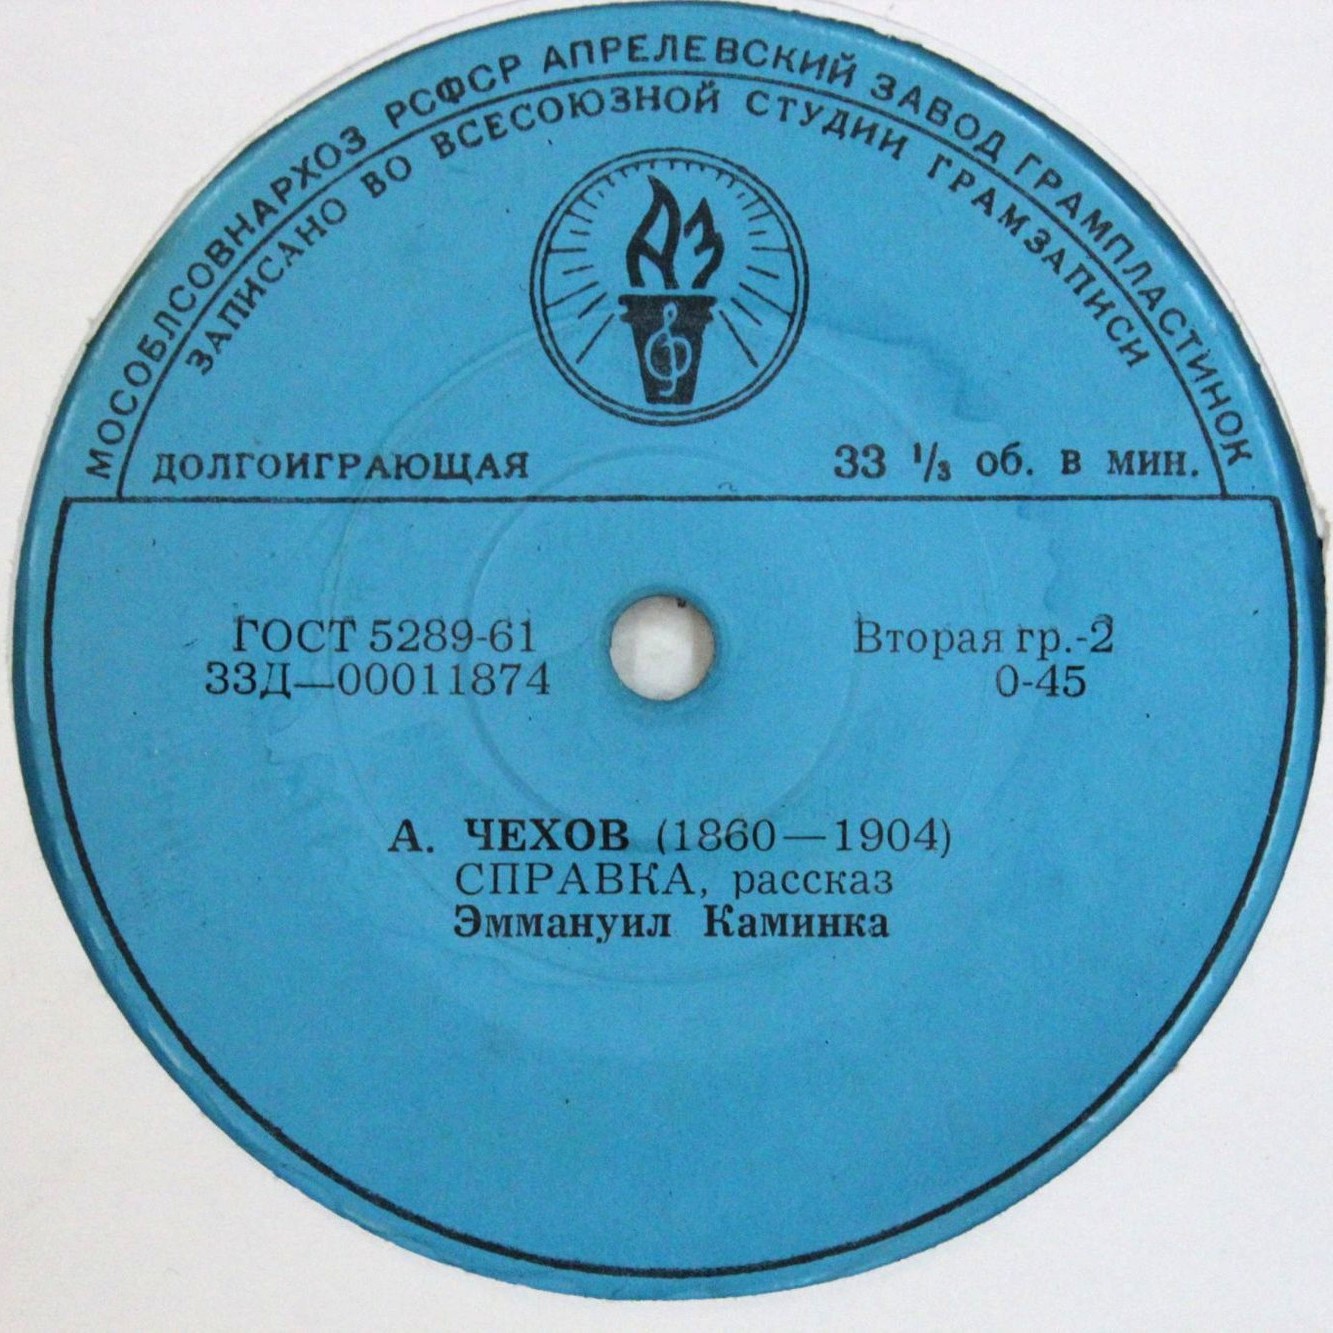 МОСОБЛСОВНАРХОЗ РСФСР АПРЕЛЕВСКИЙ ЗАВОД ГРАМПЛАСТИНОК
ЗАПИСАНО ВО ВСЕСОЮЗНОЙ СТУДИИ ГРАМЗАПИСИ
АЗ
ДОЛГОИГРАЮЩАЯ 33 1/3 об. в мин.
ГОСТ 5289-61 Вторая гр.-2
33Д—00011874 0-45
А. ЧЕХОВ (1860—1904)
СПРАВКА, рассказ
Эммануил Каминка